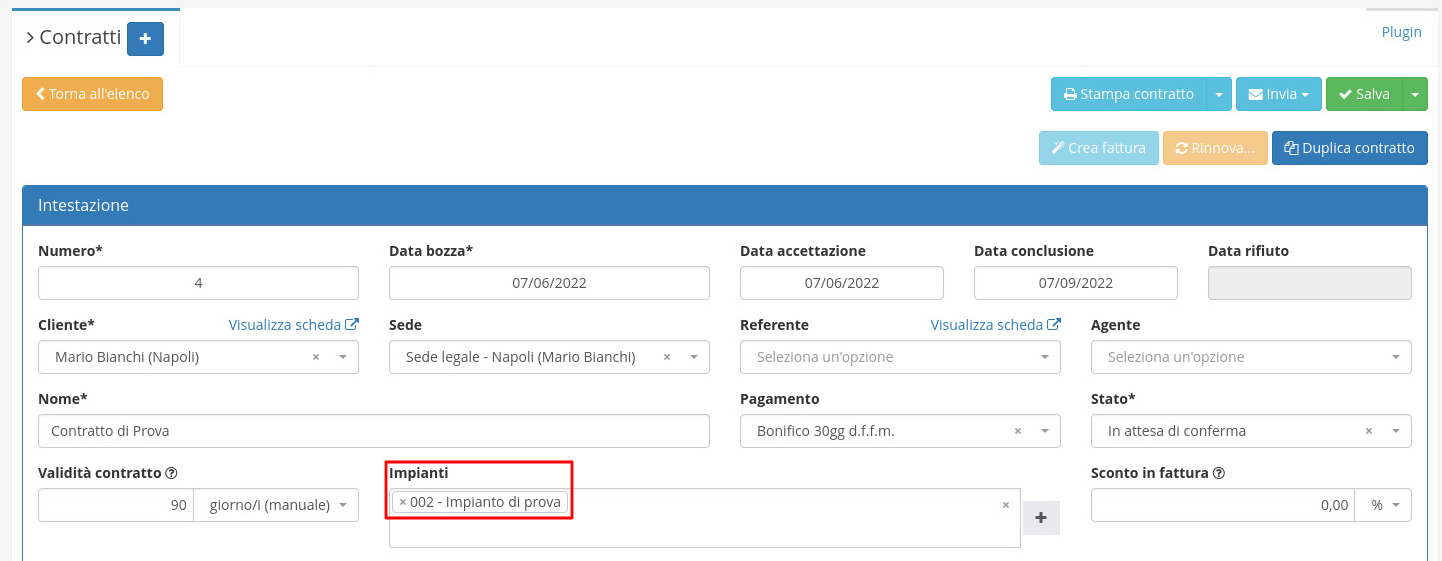 Contratti
Plugin
Torna all'elenco
Stampa contratto
Invia
Salva
Crea fattura
Rinnova...
Duplica contratto
Intestazione
Numero*
Data bozza*
Data accettazione
Data conclusione
Data rifiuto
4
07/06/2022
07/06/2022
07/09/2022
Cliente*
Visualizza scheda
Sede
Referente
Visualizza scheda
Agente
Mario Bianchi (Napoli)
×
Sede legale - Napoli (Mario Bianchi)
×
Seleziona un'opzione
Seleziona un'opzione
Nome*
Pagamento
Stato*
Contratto di Prova
Bonifico 30gg d.f.f.m.
×
In attesa di conferma
×
Validità contratto
Impianti
Sconto in fattura
90
giorno/i (manuale)
× 002 - Impianto di prova
×
0,00
%